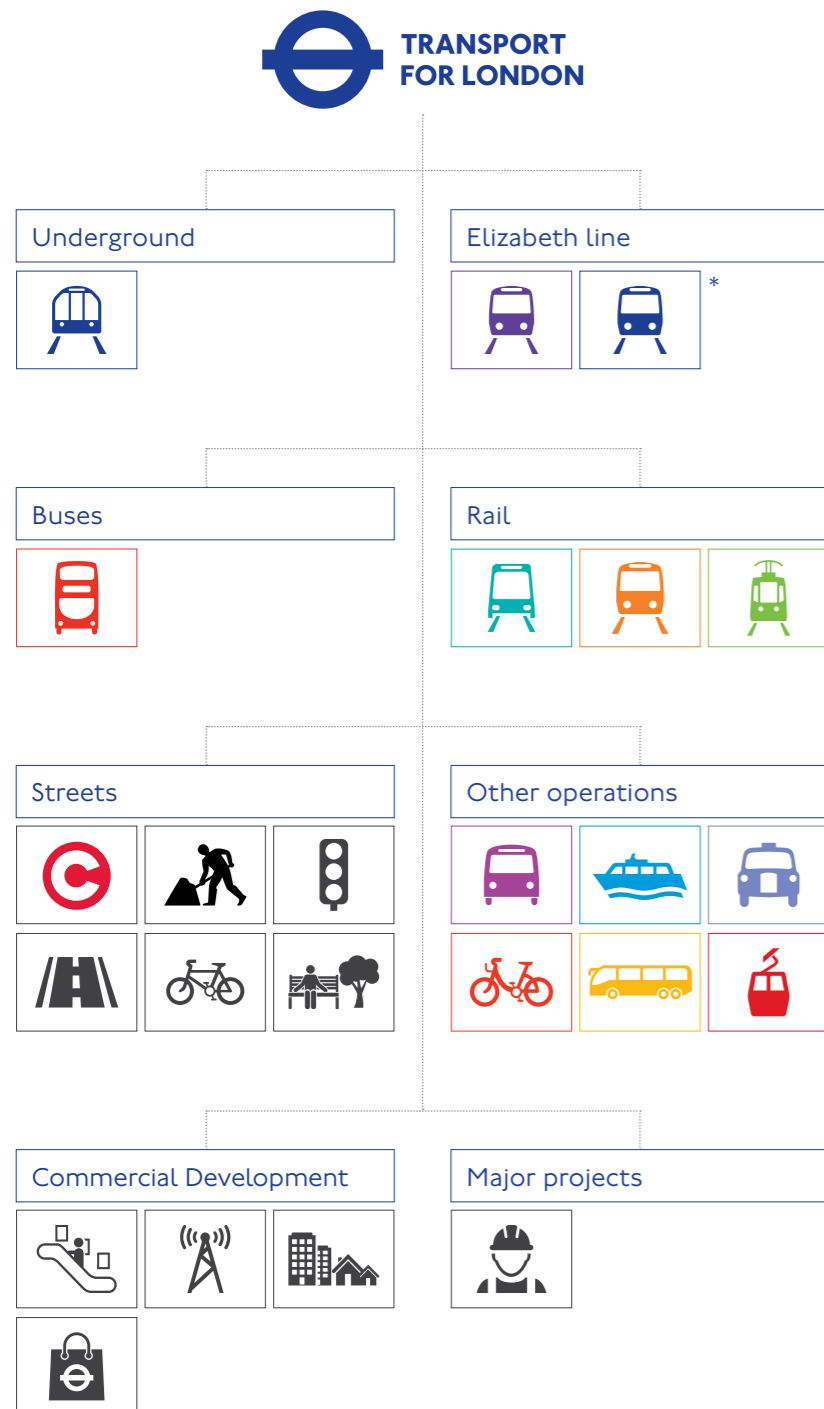 TRANSPORT
FOR LONDON
Underground
Elizabeth line
*
Buses
Rail
Streets
Other operations
Commercial Development
Major projects